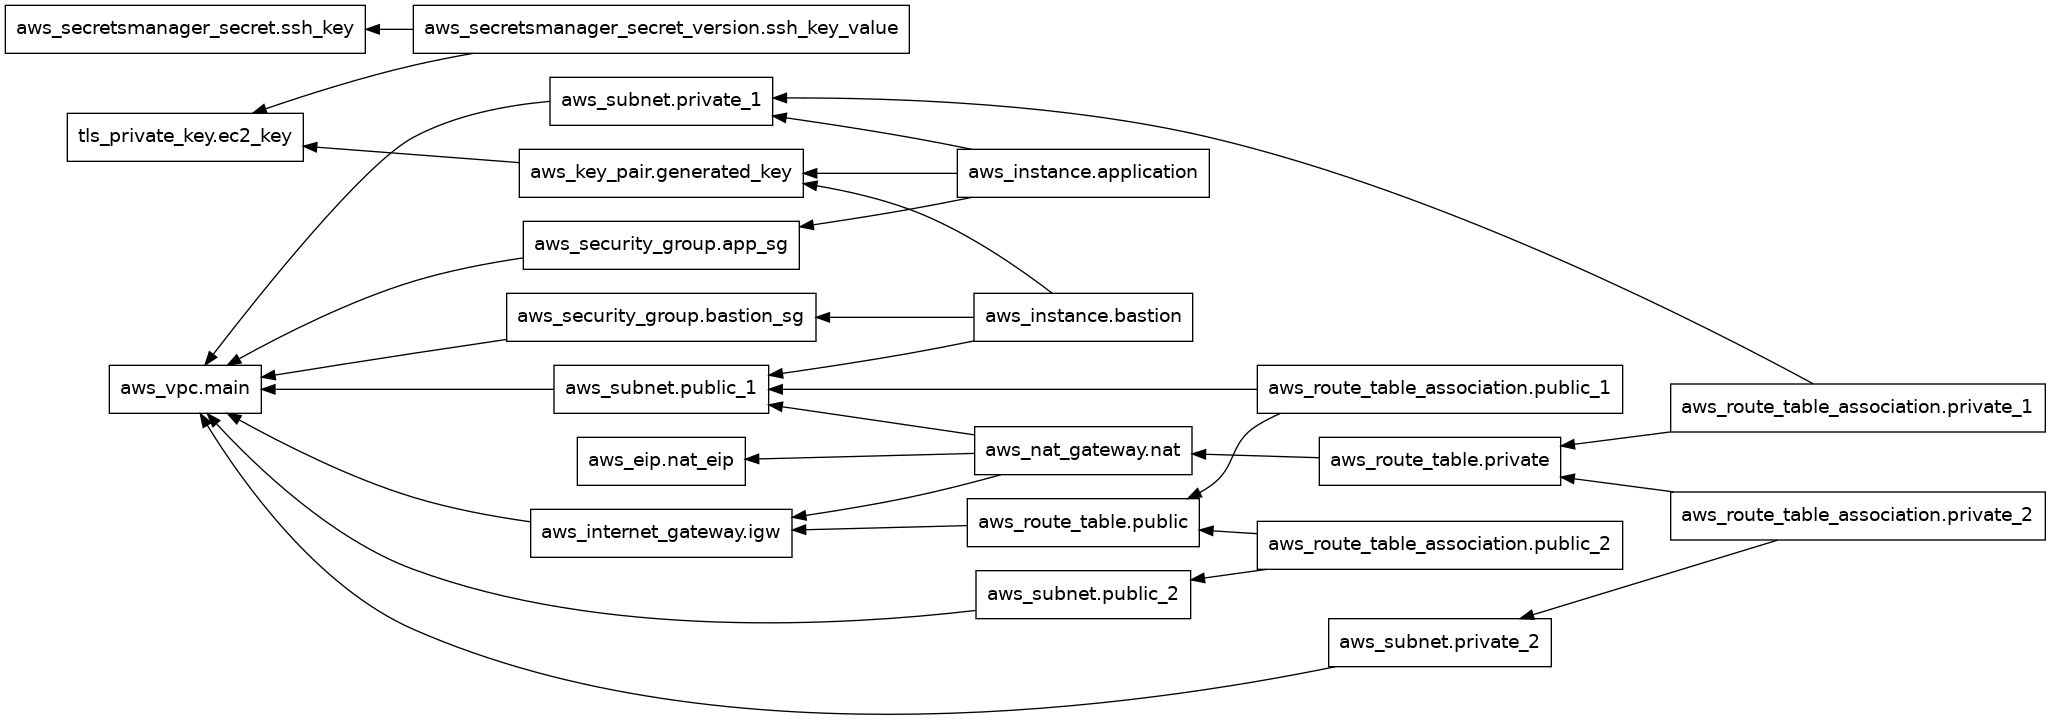 aws_secretsmanager_secret.ssh_key
aws_secretsmanager_secret_version.ssh_key_value
aws_subnet.private_1
tls_private_key.ec2_key
aws_key_pair.generated_key
aws_instance.application
aws_security_group.app_sg
aws_security_group.bastion_sg
aws_instance.bastion
aws_vpc.main
aws_subnet.public_1
aws_route_table_association.public_1
aws_route_table_association.private_1
aws_eip.nat_eip
aws_nat_gateway.nat
aws_route_table.private
aws_internet_gateway.igw
aws_route_table.public
aws_route_table_association.public_2
aws_route_table_association.private_2
aws_subnet.public_2
aws_subnet.private_2